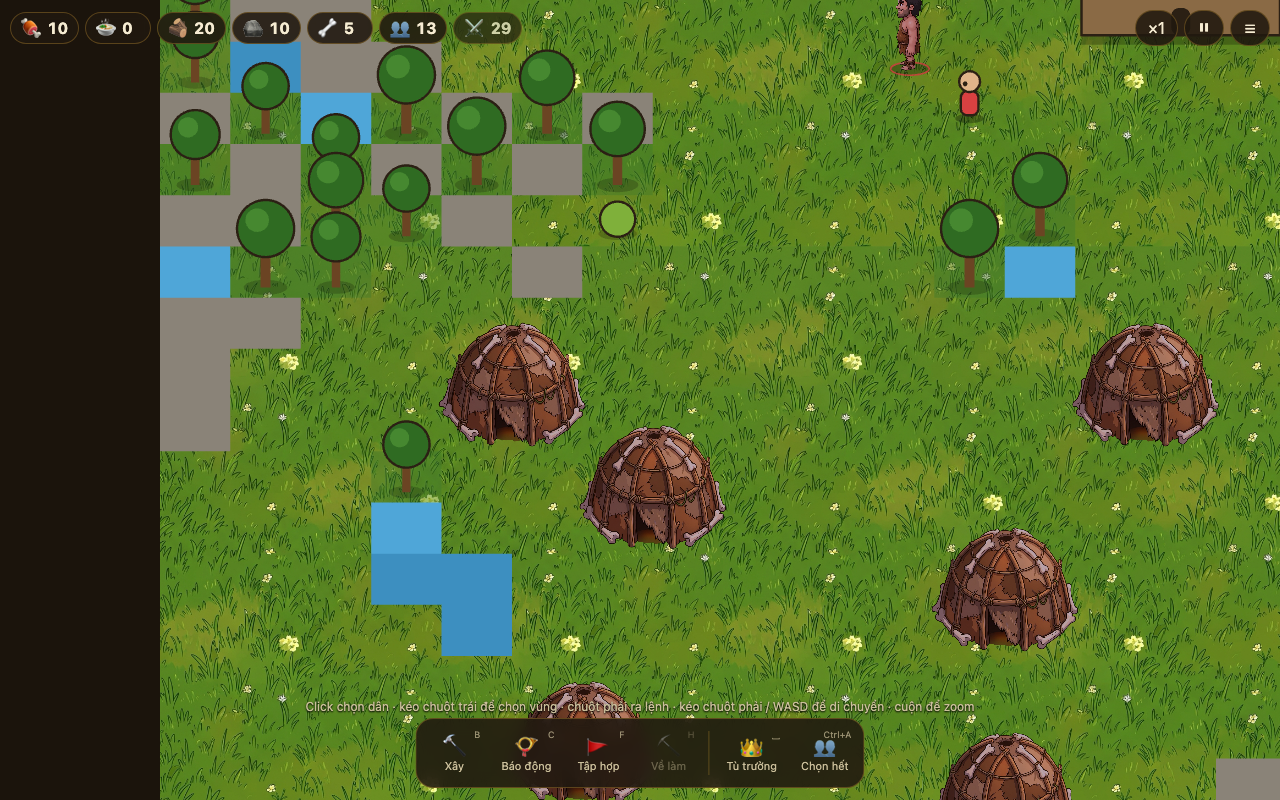 10 0 20 10 5 13 29 x1
Click chọn dân · kéo chuột trái để chọn vùng · chuột phải ra lệnh · kéo chuột phải / WASD để di chuyển · cuộn để zoom
B C F H Ctrl+A
Xây Báo động Tập hợp Về làm Tù trưởng Chọn hết